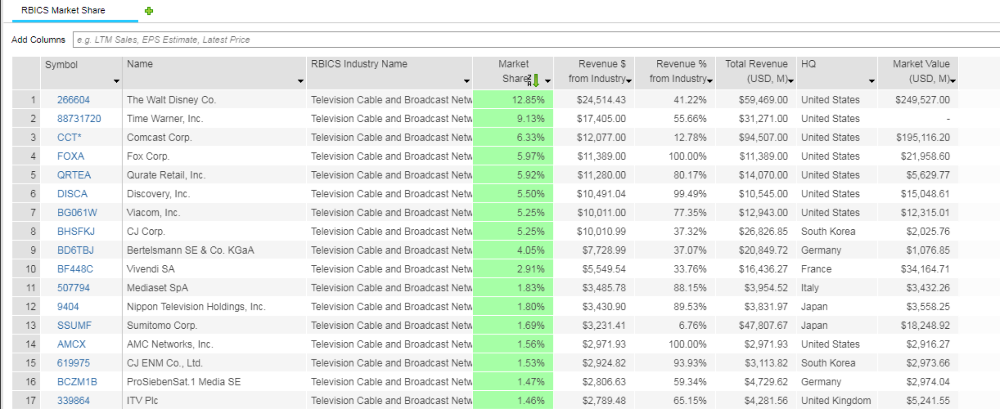 RBICS Market Share
Add Columns e.g. LTM Sales, EPS Estimate, Latest Price
Symbol Name RBICS Industry Name Market Share Revenue $ from Industry Revenue % from Industry Total Revenue (USD, M) HQ Market Value (USD, M)
1 266604 The Walt Disney Co. Television Cable and Broadcast Netw 12.85% $24,514.43 41.22% $59,469.00 United States $249,527.00
2 88731720 Time Warner, Inc. Television Cable and Broadcast Netw 9.13% $17,405.00 55.66% $31,271.00 United States -
3 CCT* Comcast Corp. Television Cable and Broadcast Netw 6.33% $12,077.00 12.78% $94,507.00 United States $195,116.20
4 FOXA Fox Corp. Television Cable and Broadcast Netw 5.97% $11,389.00 100.00% $11,389.00 United States $21,958.60
5 QRTEA Qurate Retail, Inc. Television Cable and Broadcast Netw 5.92% $11,280.00 80.17% $14,070.00 United States $5,629.77
6 DISCA Discovery, Inc. Television Cable and Broadcast Netw 5.50% $10,491.04 99.49% $10,545.00 United States $15,048.61
7 BG061W Viacom, Inc. Television Cable and Broadcast Netw 5.25% $10,011.00 77.35% $12,943.00 United States $12,315.01
8 BHSFKJ CJ Corp. Television Cable and Broadcast Netw 5.25% $10,010.99 37.32% $26,826.85 South Korea $2,025.76
9 BD6TBJ Bertelsmann SE & Co. KGaA Television Cable and Broadcast Netw 4.05% $7,728.99 37.07% $20,849.72 Germany $1,076.85
10 BF448C Vivendi SA Television Cable and Broadcast Netw 2.91% $5,549.54 33.76% $16,436.27 France $34,164.71
11 507794 Mediaset SpA Television Cable and Broadcast Netw 1.83% $3,485.78 88.15% $3,954.52 Italy $3,432.26
12 9404 Nippon Television Holdings, Inc. Television Cable and Broadcast Netw 1.80% $3,430.90 89.53% $3,831.97 Japan $3,558.25
13 SSUMF Sumitomo Corp. Television Cable and Broadcast Netw 1.69% $3,231.41 6.76% $47,807.67 Japan $18,248.92
14 AMCX AMC Networks, Inc. Television Cable and Broadcast Netw 1.56% $2,971.93 100.00% $2,971.93 United States $2,916.27
15 619975 CJ ENM Co., Ltd. Television Cable and Broadcast Netw 1.53% $2,924.82 93.93% $3,113.82 South Korea $2,973.66
16 BCZM1B ProSiebenSat.1 Media SE Television Cable and Broadcast Netw 1.47% $2,806.63 59.34% $4,729.62 Germany $2,974.04
17 339864 ITV Plc Television Cable and Broadcast Netw 1.46% $2,789.48 65.15% $4,281.56 United Kingdom $5,241.55